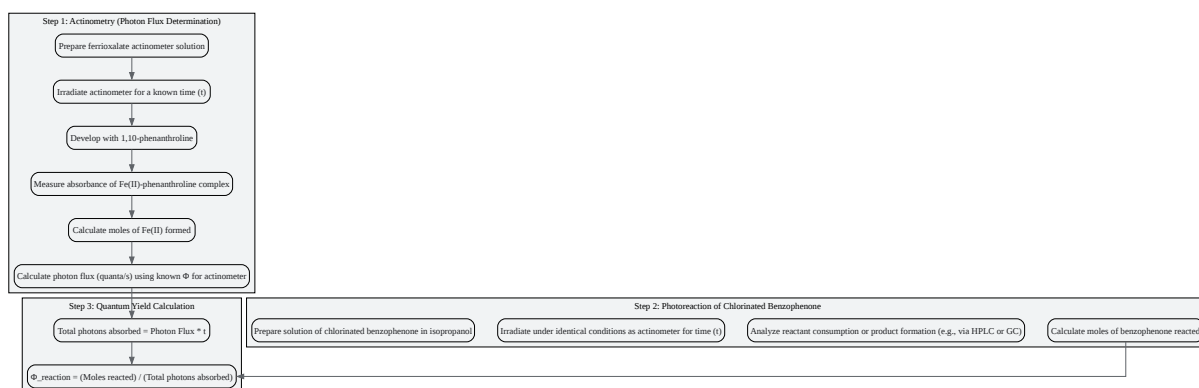 Step 1: Actinometry (Photon Flux Determination)
Prepare ferrioxalate actinometer solution
Irradiate actinometer for a known time (t)
Develop with 1,10-phenanthroline
Measure absorbance of Fe(II)-phenanthroline complex
Calculate moles of Fe(II) formed
Calculate photon flux (quanta/s) using known Φ for actinometer
Step 3: Quantum Yield Calculation
Total photons absorbed = Photon Flux * t
Φ_reaction = (Moles reacted) / (Total photons absorbed)
Step 2: Photoreaction of Chlorinated Benzophenone
Prepare solution of chlorinated benzophenone in isopropanol
Irradiate under identical conditions as actinometer for time (t)
Analyze reactant consumption or product formation (e.g., via HPLC or GC)
Calculate moles of benzophenone reacted